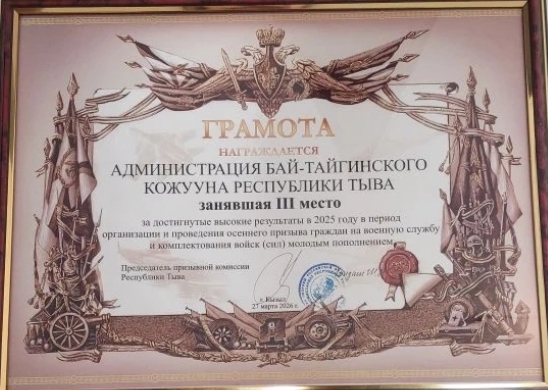 ГРАМОТА
НАГРАЖДАЕТСЯ
АДМИНИСТРАЦИЯ БАЙ-ТАЙГИНСКОГО
КОЖУУНА РЕСПУБЛИКИ ТЫВА
занявшая III место
за достигнутые высокие результаты в 2025 году в период
организации и проведения осеннего призыва граждан на военную службу
и комплектования войск (сил) молодым пополнением
Председатель призывной комиссии
Республики Тыва
г. Кызыл
27 марта 2026 г.